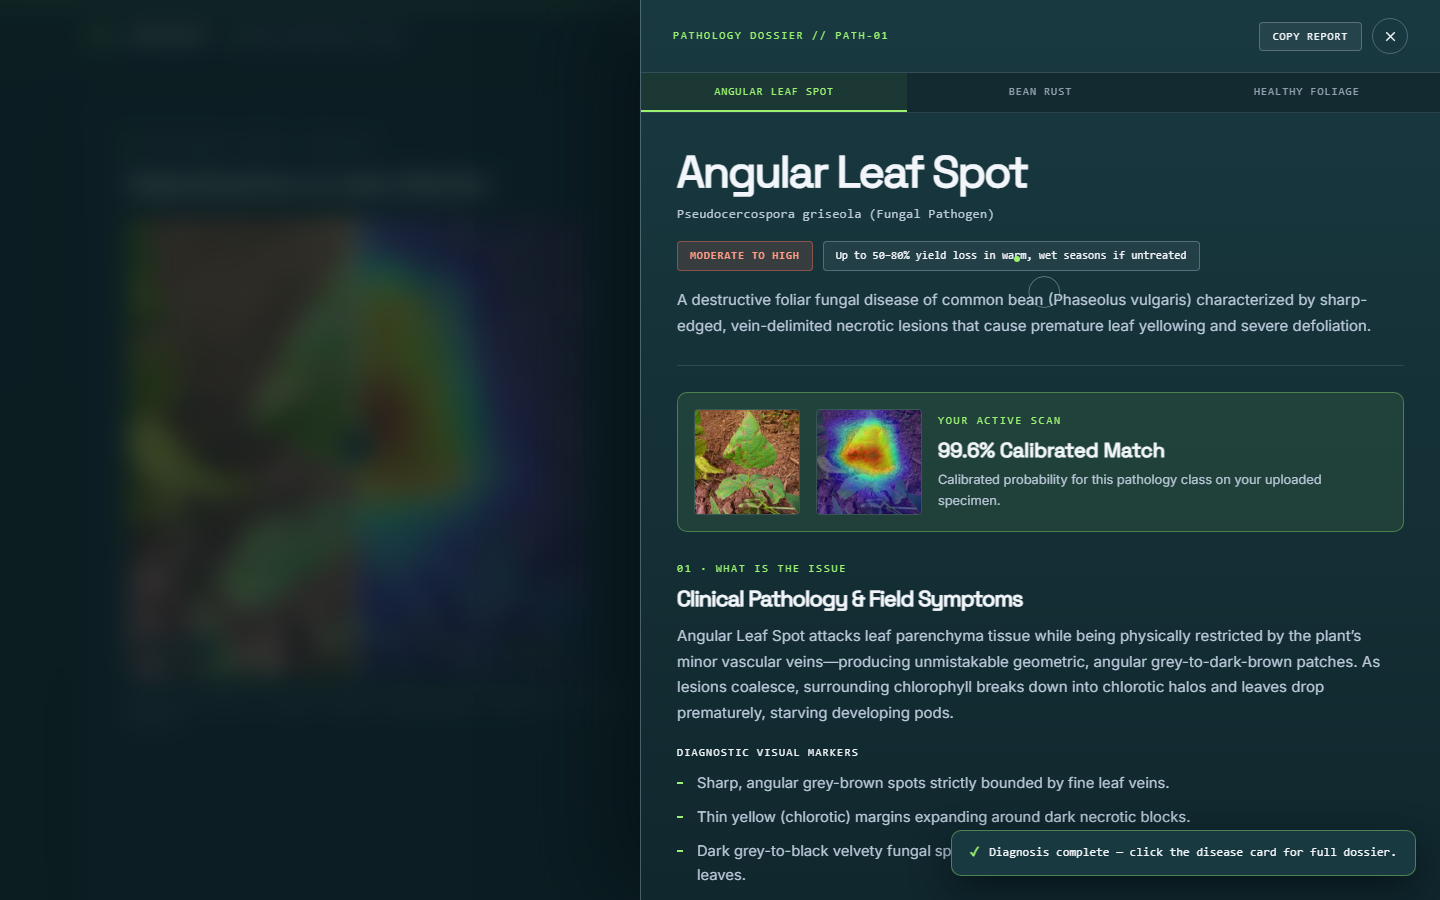 PATHOLOGY DOSSIER // PATH-01
COPY REPORT
ANGULAR LEAF SPOT
BEAN RUST
HEALTHY FOLIAGE
Angular Leaf Spot
Pseudocercospora griseola (Fungal Pathogen)
MODERATE TO HIGH
Up to 50–80% yield loss in warm, wet seasons if untreated
A destructive foliar fungal disease of common bean (Phaseolus vulgaris) characterized by sharp-
edged, vein-delimited necrotic lesions that cause premature leaf yellowing and severe defoliation.
YOUR ACTIVE SCAN
99.6% Calibrated Match
Calibrated probability for this pathology class on your uploaded
specimen.
01 · WHAT IS THE ISSUE
Clinical Pathology & Field Symptoms
Angular Leaf Spot attacks leaf parenchyma tissue while being physically restricted by the plant's
minor vascular veins—producing unmistakable geometric, angular grey-to-dark-brown patches. As
lesions coalesce, surrounding chlorophyll breaks down into chlorotic halos and leaves drop
prematurely, starving developing pods.
DIAGNOSTIC VISUAL MARKERS
Sharp, angular grey-brown spots strictly bounded by fine leaf veins.
Thin yellow (chlorotic) margins expanding around dark necrotic blocks.
Dark grey-to-black velvety fungal
leaves.
Diagnosis complete — click the disease card for full dossier.